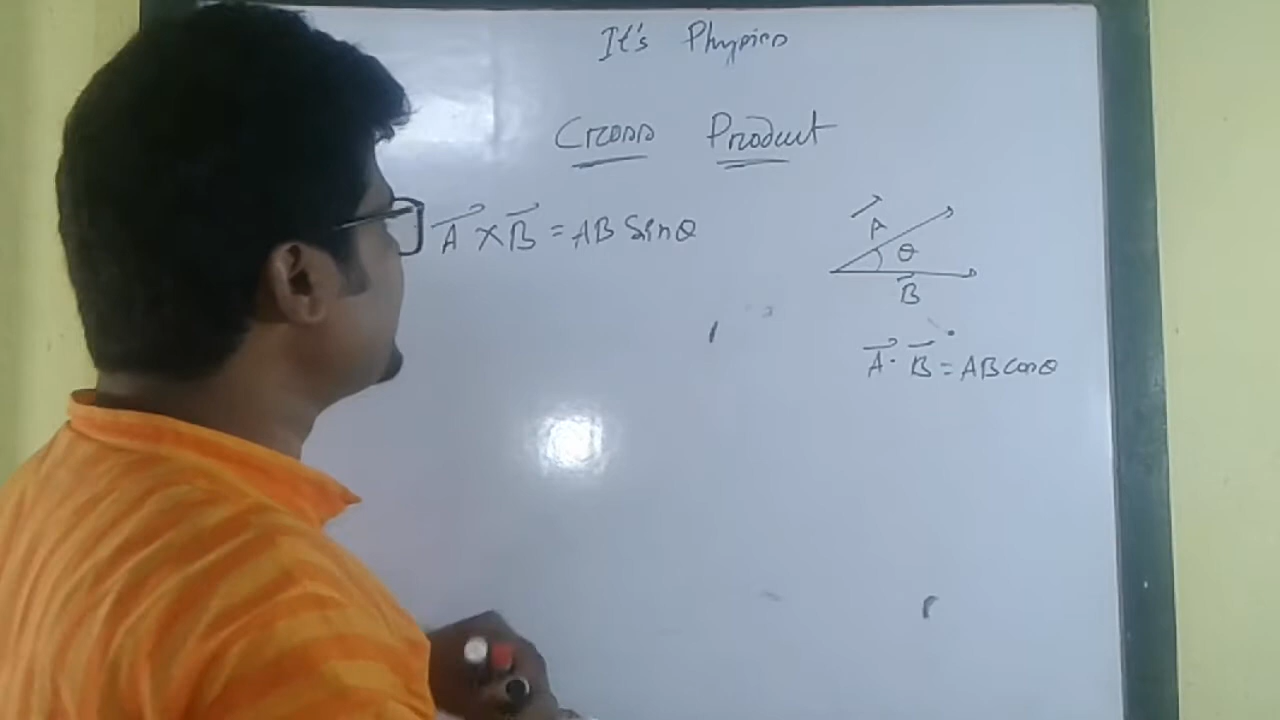 It's Physics
Cross Product
A⃗ × B⃗ = AB Sinθ
A⃗
θ
B⃗
A⃗ · B⃗ = AB cosθ